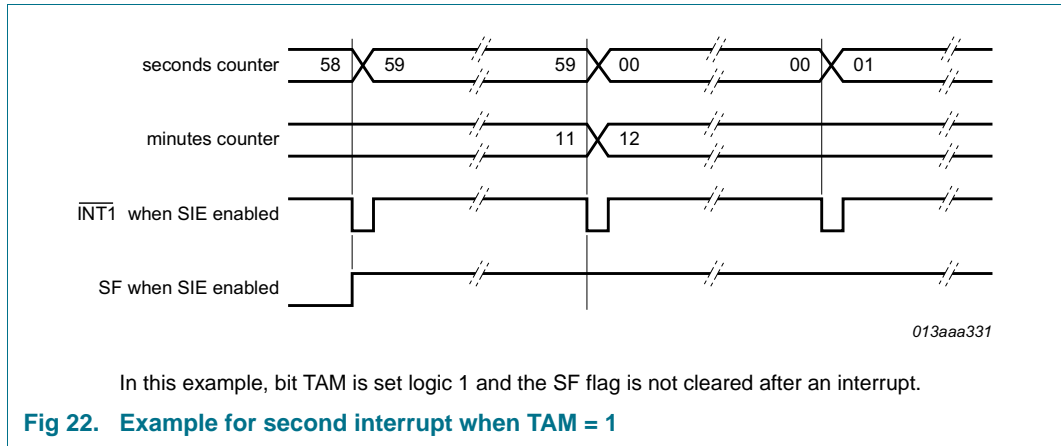 seconds counter 58 59 59 00 00 01
minutes counter 11 12
INT1 when SIE enabled
SF when SIE enabled
013aaa331
In this example, bit TAM is set logic 1 and the SF flag is not cleared after an interrupt.
Fig 22. Example for second interrupt when TAM = 1